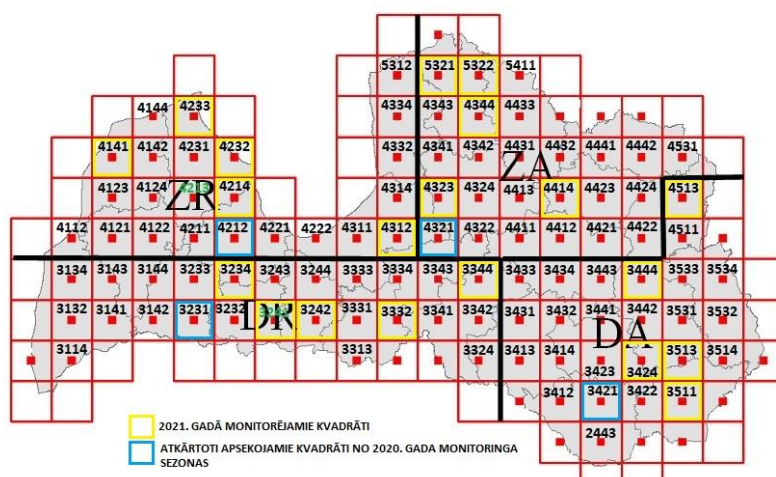 5312 5321 5322 5411
4144 4233 4334 4343 4344 4433
4141 4142 4231 4232 4332 4341 4342 4431 4432 4441 4442 4531
ZA
4123 4124 4213 4214 4314 4323 4324 4413 4414 4423 4424 4513
ZR
4112 4121 4122 4211 4212 4221 4222 4311 4312 4321 4322 4411 4412 4421 4422 4511
3134 3143 3144 3233 3234 3243 3244 3333 3334 3343 3344 3433 3434 3443 3444 3533 3534
3132 3141 3142 3231 3232 3242 3331 3332 3341 3342 3431 3432 3441 3442 3531 3532
DR DA
3114 3313 3324 3413 3414 3423 3424 3513 3514
3412 3421 3422 3511
2443
2021. GADĀ MONITORĒJAMIE KVADRĀTI
ATKĀRTOTI APSEKOJAMIE KVADRĀTI NO 2020. GADA MONITORINGA
SEZONAS